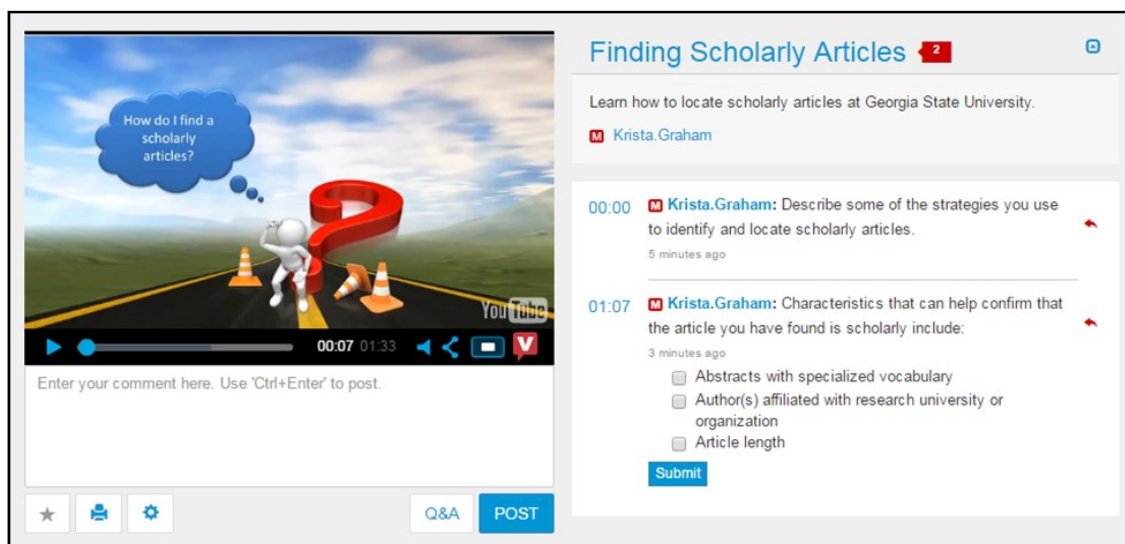 How do I find a
scholarly
articles?
YouTube
00:07 01:33
V
Enter your comment here. Use 'Ctrl+Enter' to post.
Q&A POST
Finding Scholarly Articles 2
Learn how to locate scholarly articles at Georgia State University.
M Krista.Graham
00:00 M Krista.Graham: Describe some of the strategies you use
to identify and locate scholarly articles.
5 minutes ago
01:07 M Krista.Graham: Characteristics that can help confirm that
the article you have found is scholarly include:
3 minutes ago
Abstracts with specialized vocabulary
Author(s) affiliated with research university or
organization
Article length
Submit